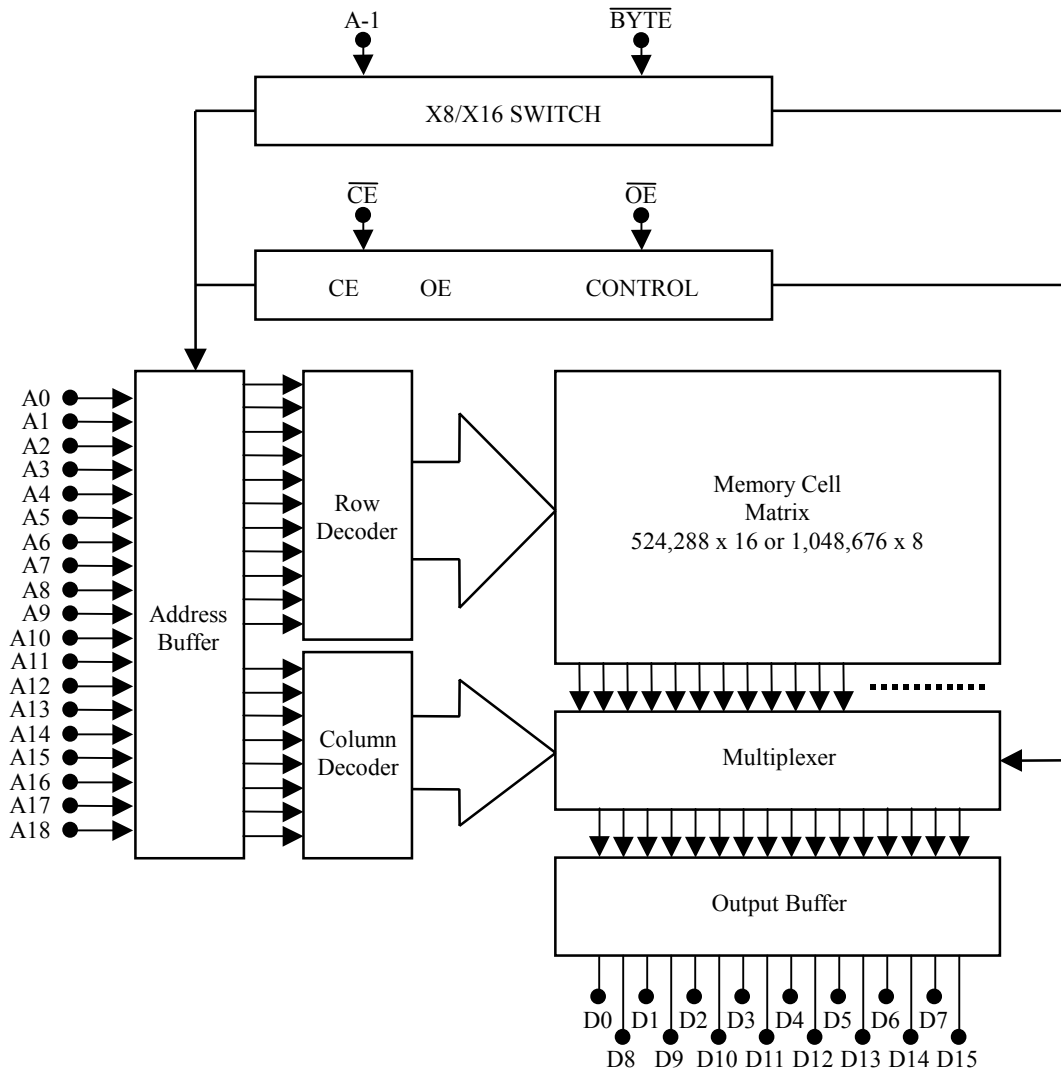 A-1 BYTE
X8/X16 SWITCH
CE OE
CE OE CONTROL
A0
A1
A2
A3
A4
A5
A6
A7
A8
A9
A10
A11
A12
A13
A14
A15
A16
A17
A18
Address
Buffer
Row
Decoder
Column
Decoder
Memory Cell
Matrix
524,288 x 16 or 1,048,676 x 8
Multiplexer
Output Buffer
D0 D1 D2 D3 D4 D5 D6 D7
D8 D9 D10 D11 D12 D13 D14 D15